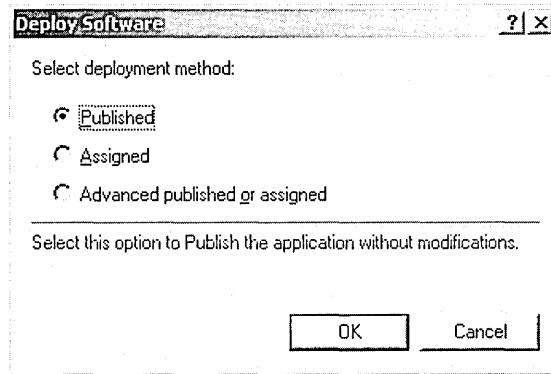 Deploy Software
Select deployment method:
Published
Assigned
Advanced published or assigned
Select this option to Publish the application without modifications.
OK Cancel